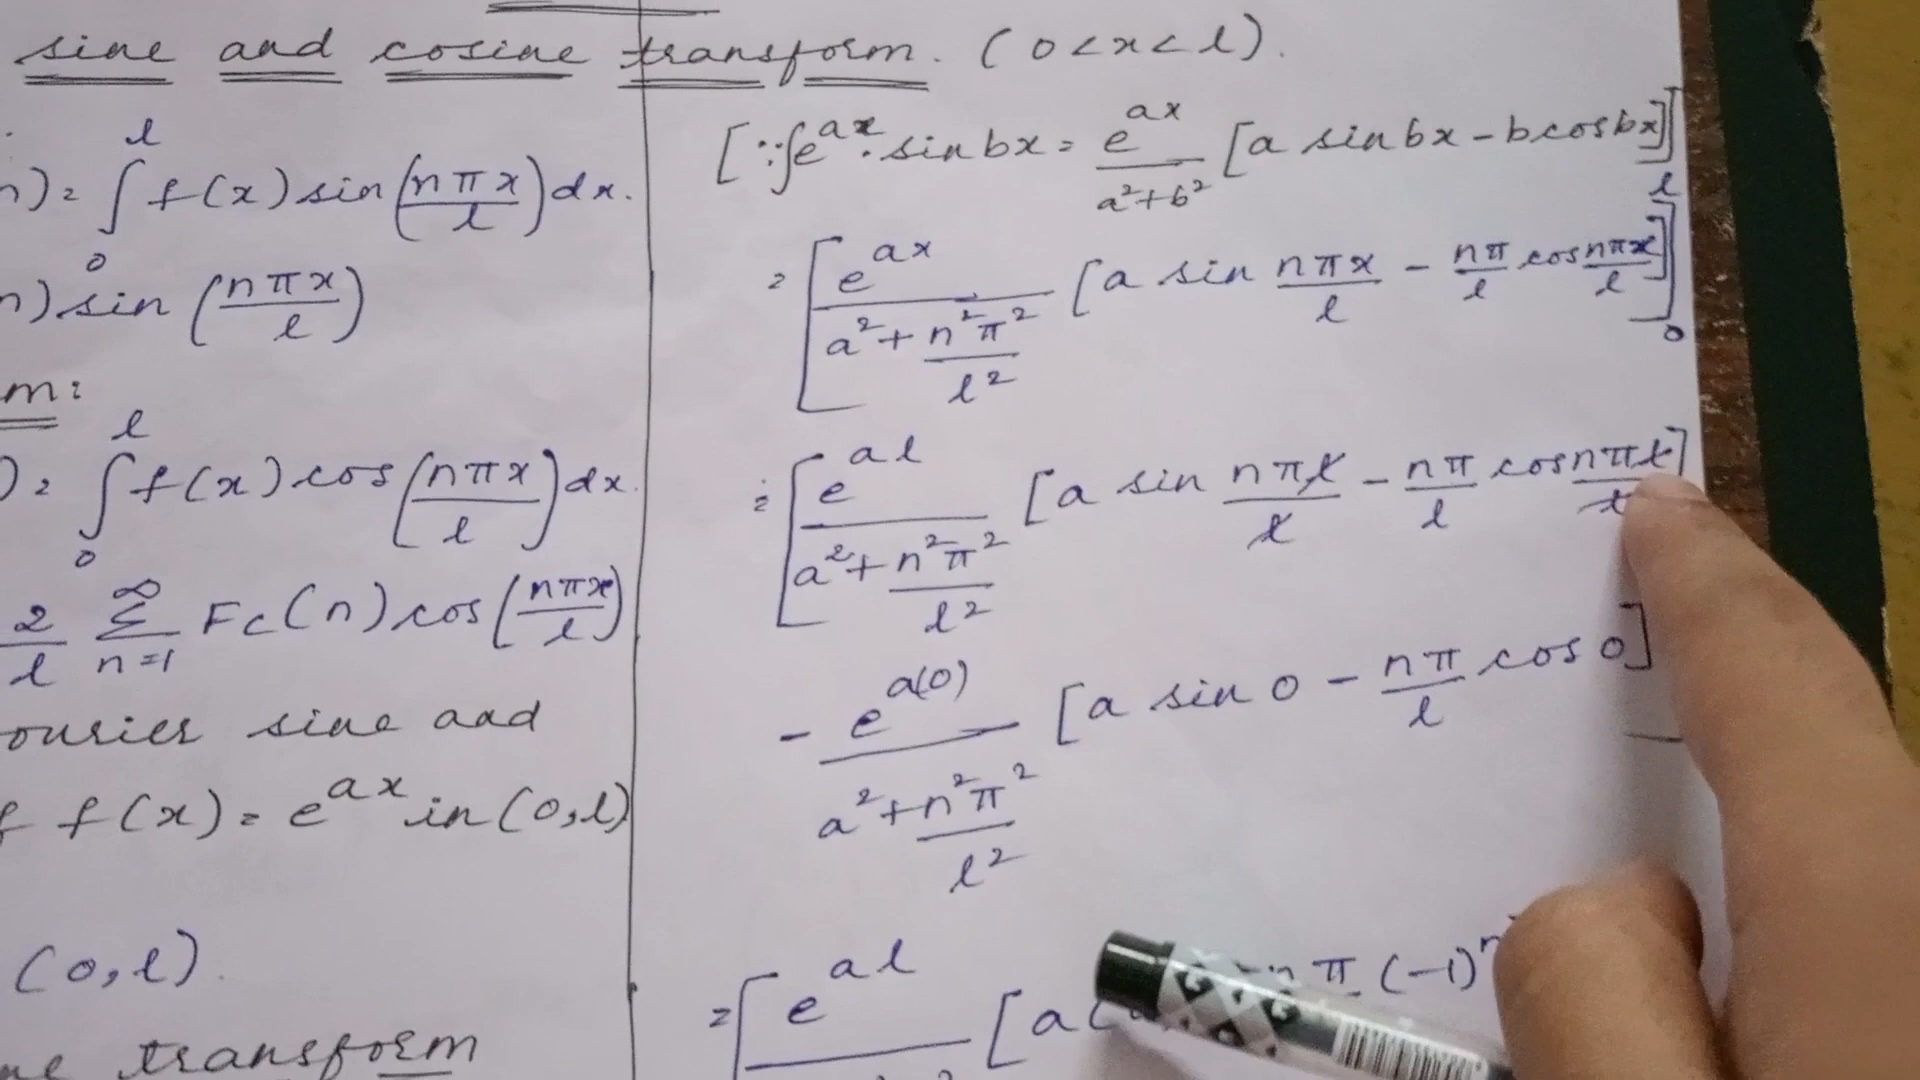 sine and cosine transform. (0<x<l).
n) = ∫₀ˡ f(x) sin(nπx/l) dx.
n) sin (nπx/l)
m:
) = ∫₀ˡ f(x) cos(nπx/l) dx.
2/l Σ_{n=1}^∞ Fc(n) cos(nπx/l)
ourier sine and
f f(x) = e^{ax} in (0,l)
(0,l).
transform
[∵ ∫e^{ax}. sin bx = e^{ax}/(a²+b²) [a sin bx - b cos bx]]
= [e^{ax}/(a²+n²π²/l²) [a sin nπx/l - nπ/l cos nπx/l]]₀ˡ
= [e^{al}/(a²+n²π²/l²) [a sin nπl/l - nπ/l cos nπl/l]
- e^{a(0)}/(a²+n²π²/l²) [a sin 0 - nπ/l cos 0]]
= [e^{al} [a( nπ (-1)^n